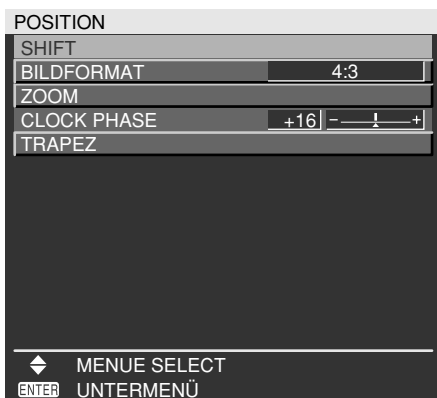 POSITION
SHIFT
BILDFORMAT 4:3
ZOOM
CLOCK PHASE +16 - +
TRAPEZ
MENUE SELECT
ENTER UNTERMENÜ